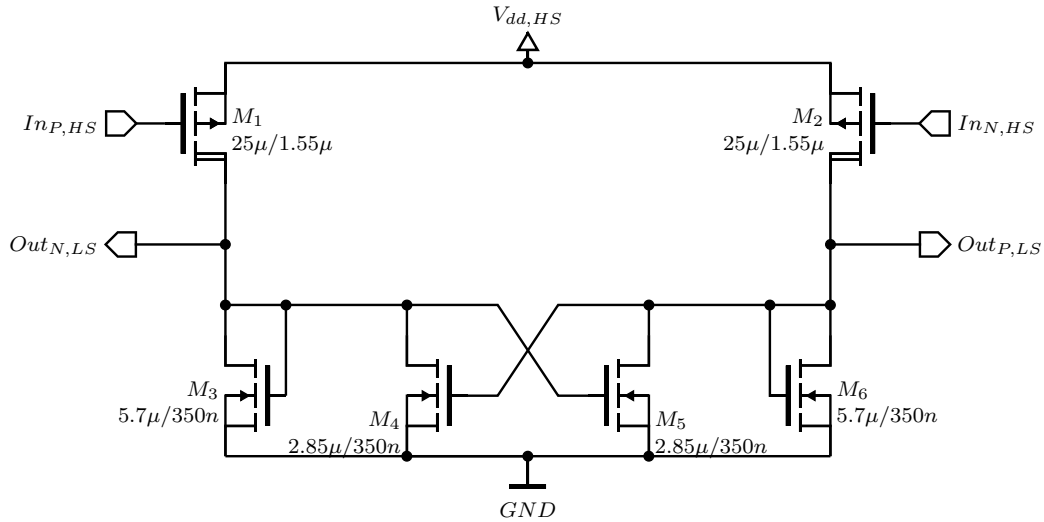 V_{dd,HS}
In_{P,HS}
M_1
25μ/1.55μ
M_2
25μ/1.55μ
In_{N,HS}
Out_{N,LS}
Out_{P,LS}
M_3
5.7μ/350n
M_4
2.85μ/350n
M_5
2.85μ/350n
M_6
5.7μ/350n
GND